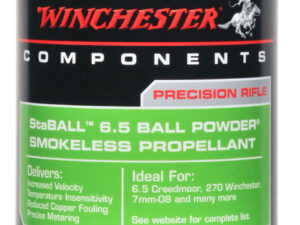 WINCHESTER
COMPONENTS
PRECISION RIFLE
StaBALL™ 6.5 BALL POWDER®
SMOKELESS PROPELLANT
Delivers:
Increased Velocity
Temperature Insensitivity
Reduced Copper Fouling
Precise Metering
Ideal For:
6.5 Creedmoor, 270 Winchester,
7mm-08 and many more
See website for complete list